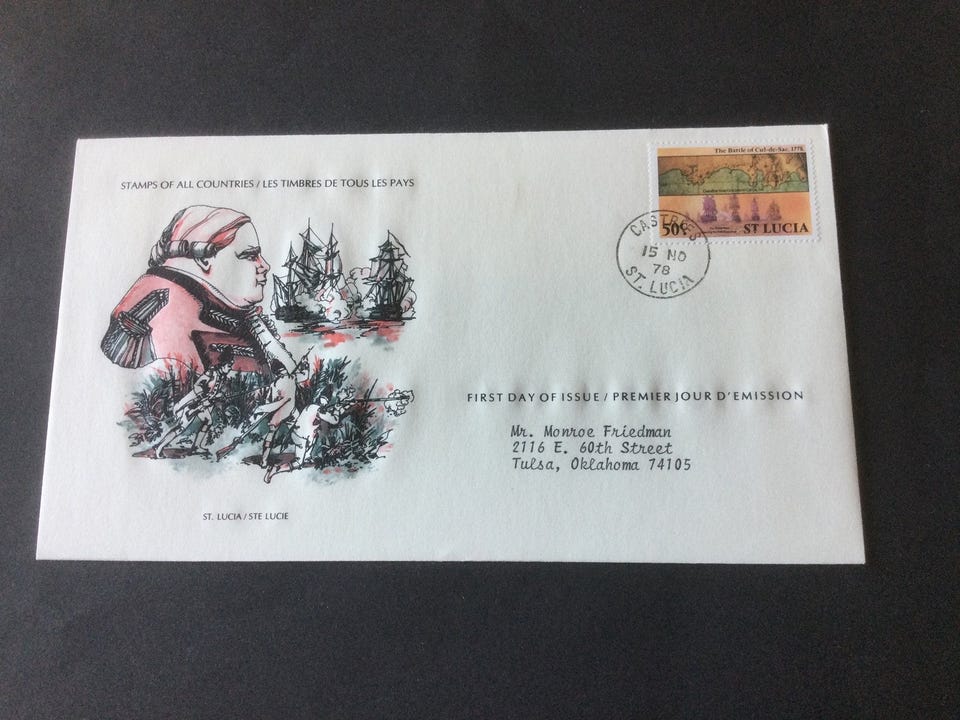 STAMPS OF ALL COUNTRIES / LES TIMBRES DE TOUS LES PAYS
The Battle of Cul-de-Sac, 1778
50c ST LUCIA
CASTRIES
15 NO
78
ST. LUCIA
FIRST DAY OF ISSUE / PREMIER JOUR D'EMISSION
Mr. Monroe Friedman
2116 E. 60th Street
Tulsa, Oklahoma 74105
ST. LUCIA / STE LUCIE